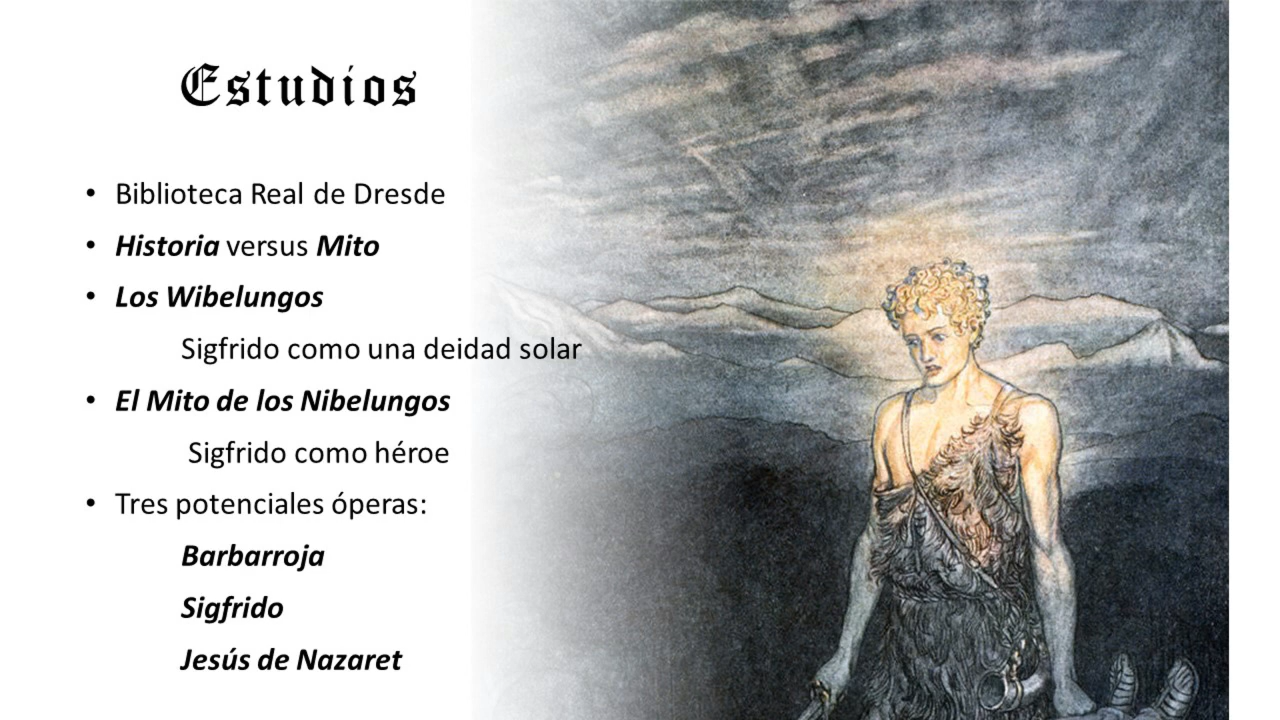 Estudios
• Biblioteca Real de Dresde
• Historia versus Mito
• Los Wibelungos
Sigfrido como una deidad solar
• El Mito de los Nibelungos
Sigfrido como héroe
• Tres potenciales óperas:
Barbarroja
Sigfrido
Jesús de Nazaret